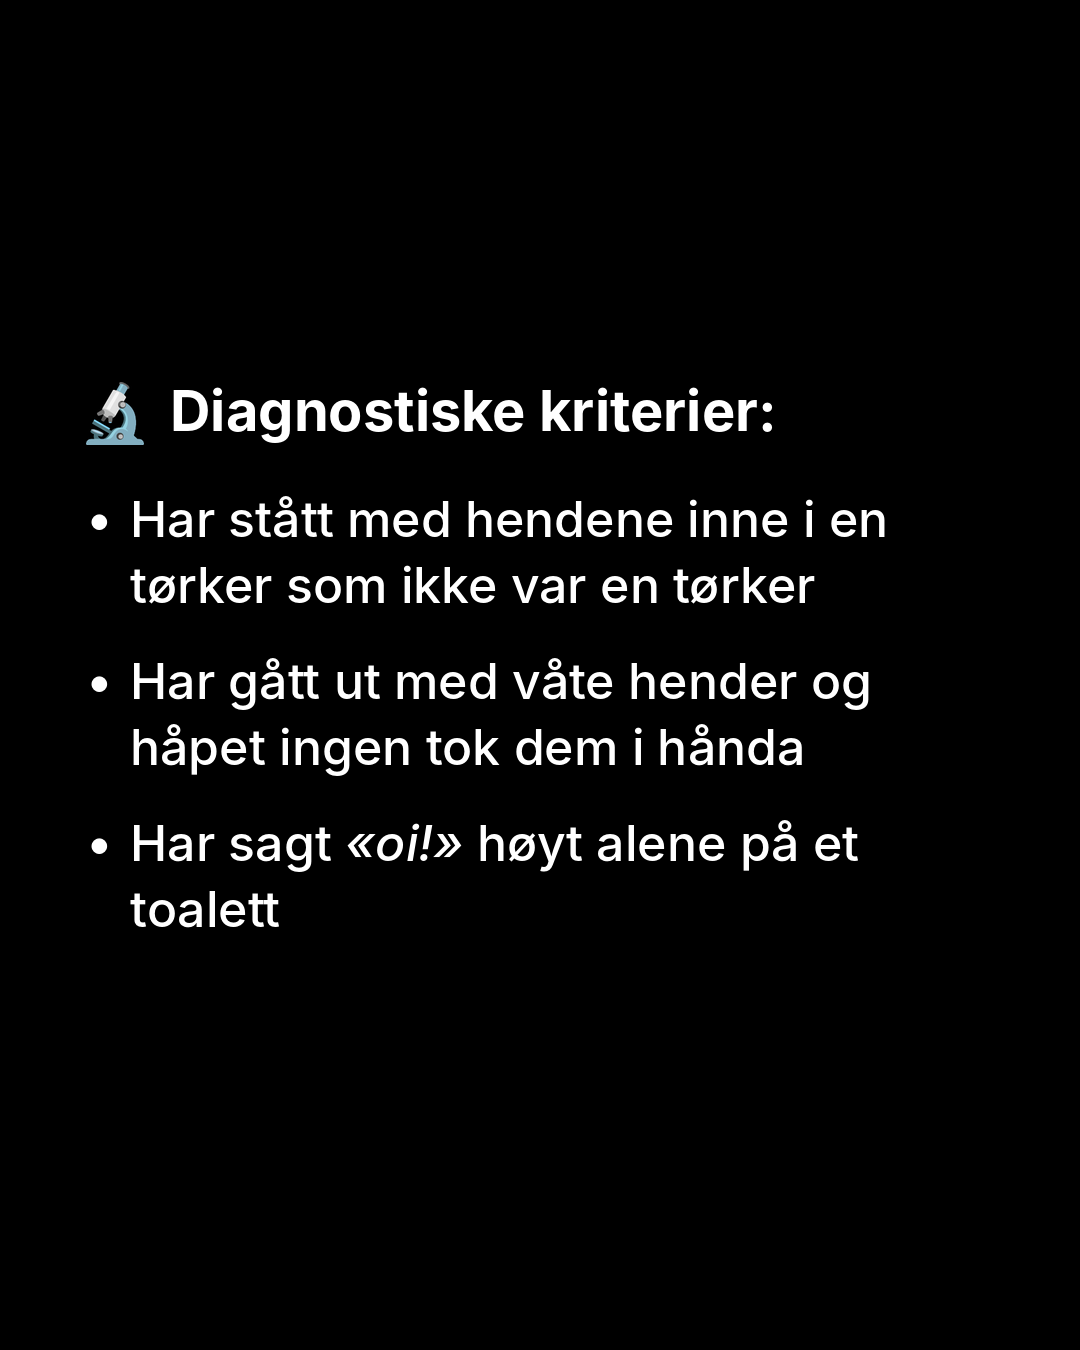 🔬 Diagnostiske kriterier:
• Har stått med hendene inne i en
tørker som ikke var en tørker
• Har gått ut med våte hender og
håpet ingen tok dem i hånda
• Har sagt «oi!» høyt alene på et
toalett